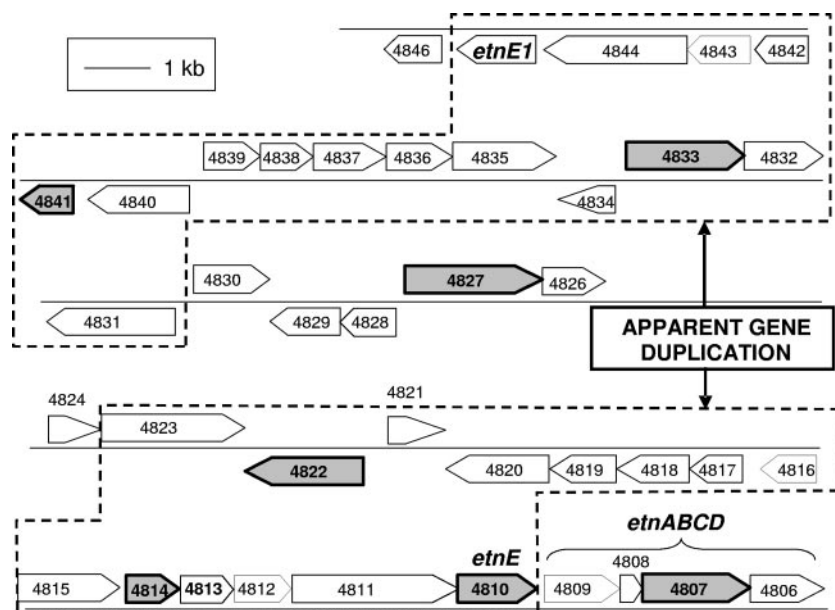 4846 etnE1 4844 4843 4842
1 kb
4839 4838 4837 4836 4835 4833 4832
4841 4840 4834
4830 4827 4826
4831 4829 4828
APPARENT GENE
DUPLICATION
4824 4821
4823
4822 4820 4819 4818 4817 4816
etnE etnABCD
4808
4815 4814 4813 4812 4811 4810 4809 4807 4806